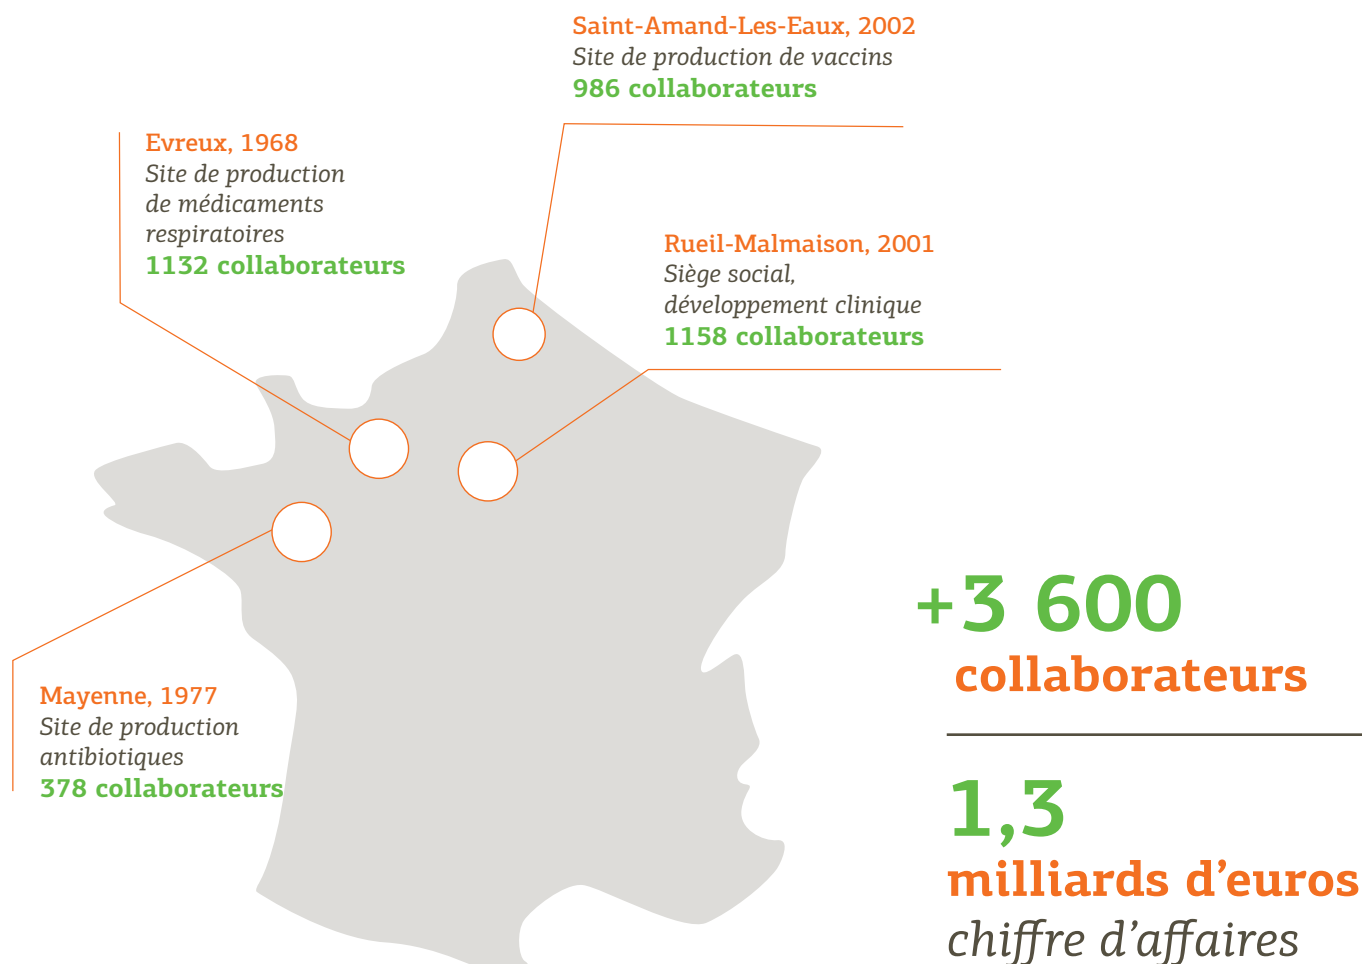 Saint-Amand-Les-Eaux, 2002
Site de production de vaccins
986 collaborateurs
Evreux, 1968
Site de production
de médicaments
respiratoires
1132 collaborateurs
Rueil-Malmaison, 2001
Siège social,
développement clinique
1158 collaborateurs
Mayenne, 1977
Site de production
antibiotiques
378 collaborateurs
+3 600
collaborateurs
1,3
milliards d’euros
chiffre d’affaires